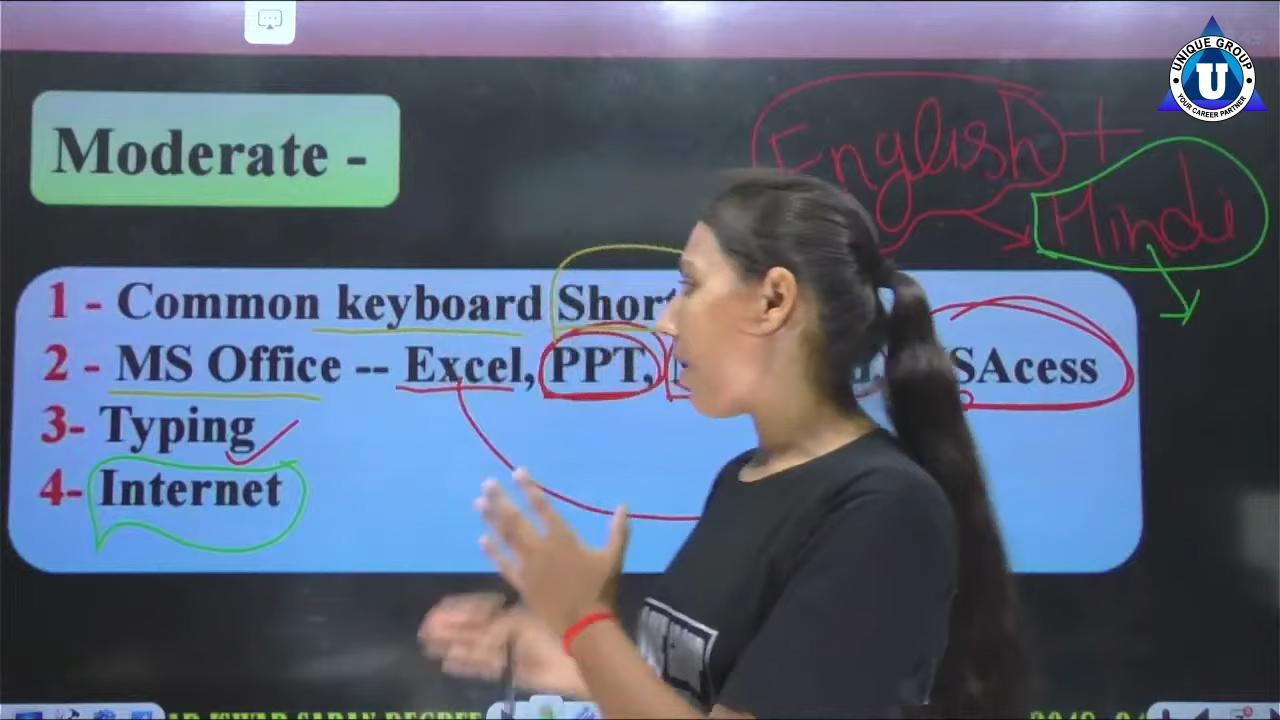 UNIQUE GROUP
U
YOUR CAREER PARTNER
Moderate -
English +
Hindi
1 - Common keyboard Short
2 - MS Office -- Excel, PPT, SAcess
3- Typing
4- Internet